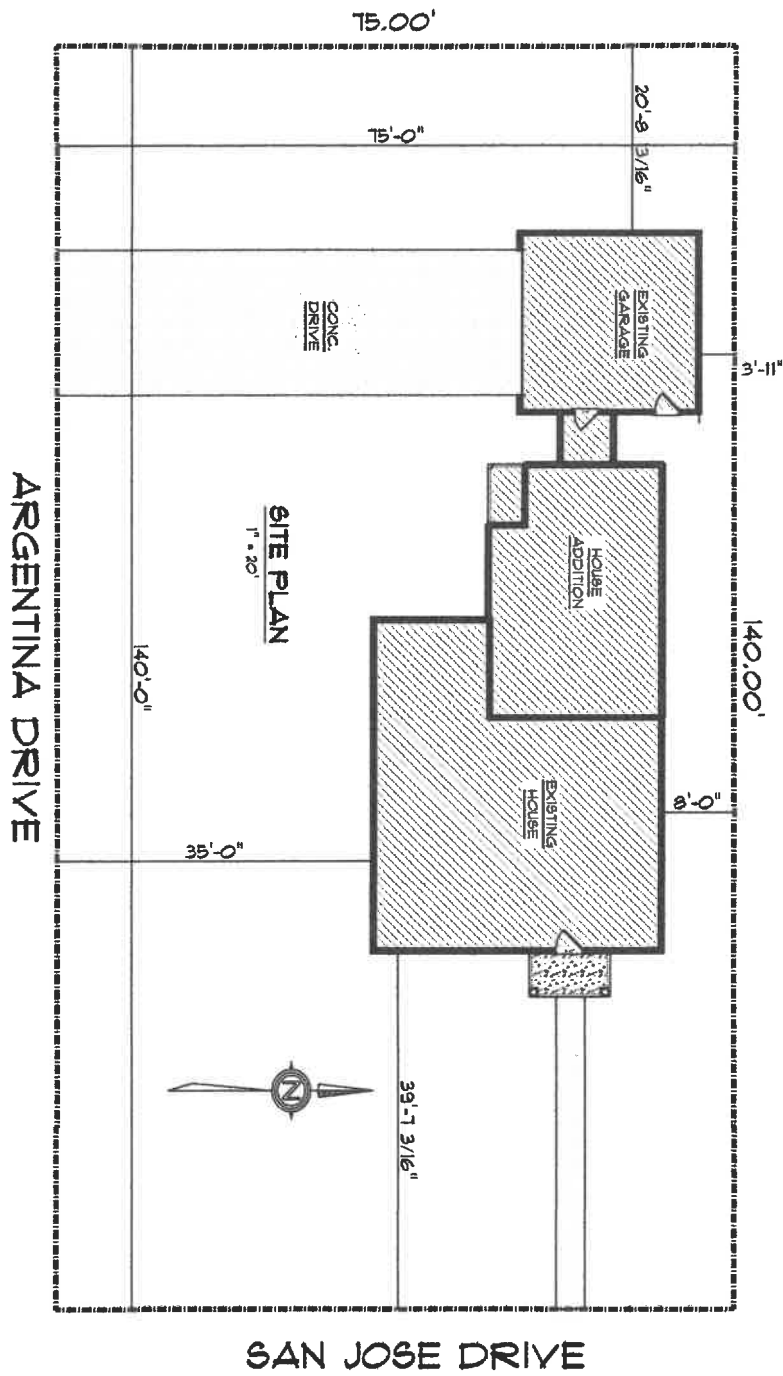 75.00'
20'-8 3/16"
75'-0"
EXISTING
GARAGE
CONC.
DRIVE
3'-11"
HOUSE
ADDITION
SITE PLAN
1" = 20'
ARGENTINA DRIVE
140'-0"
140.00'
EXISTING
HOUSE
8'-0"
35'-0"
N
39'-7 3/16"
SAN JOSE DRIVE